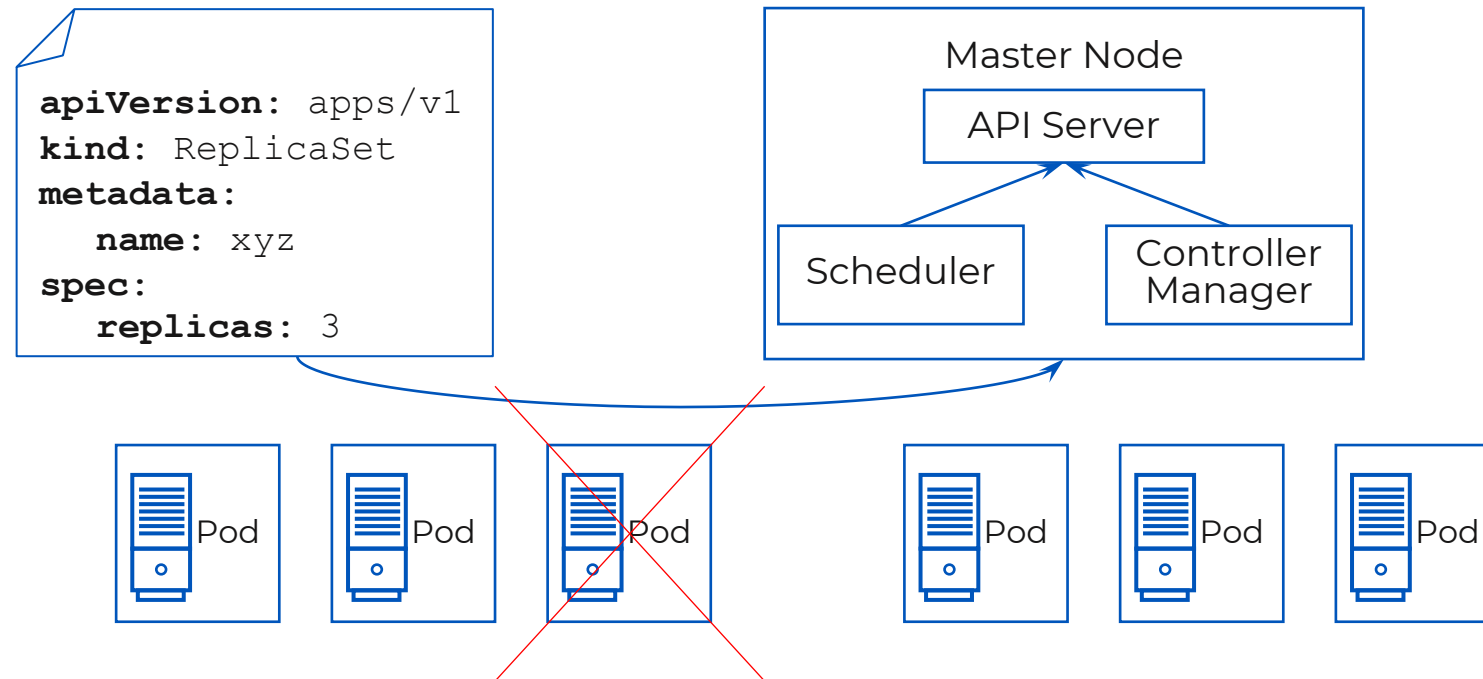 apiVersion: apps/v1
kind: ReplicaSet
metadata:
name: xyz
spec:
replicas: 3
Master Node
API Server
Scheduler
Controller
Manager
Pod
Pod
Pod
Pod
Pod
Pod